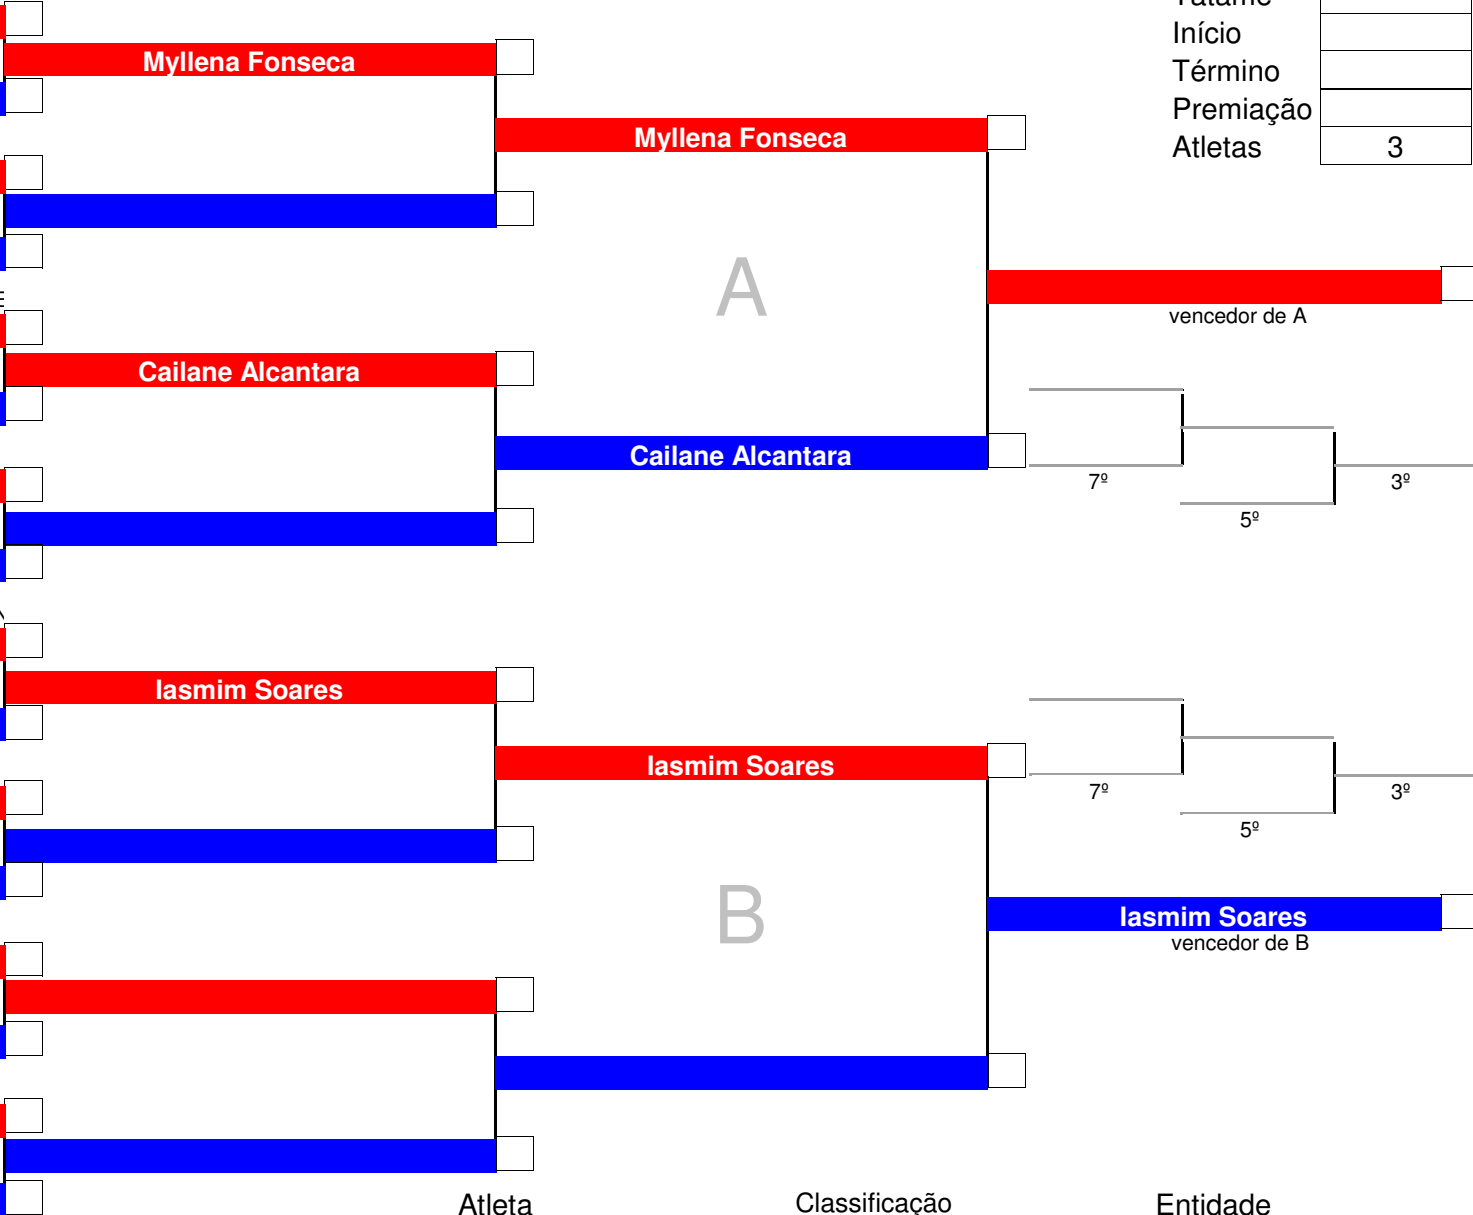 Tatame
Início
Myllena Fonseca
Término
Premiação
Myllena Fonseca
Atletas 3
A
vencedor de A
Cailane Alcantara
Cailane Alcantara
7º 3º
5º
Iasmim Soares
Iasmim Soares
7º 3º
5º
B
Iasmim Soares
vencedor de B
Atleta Classificação Entidade